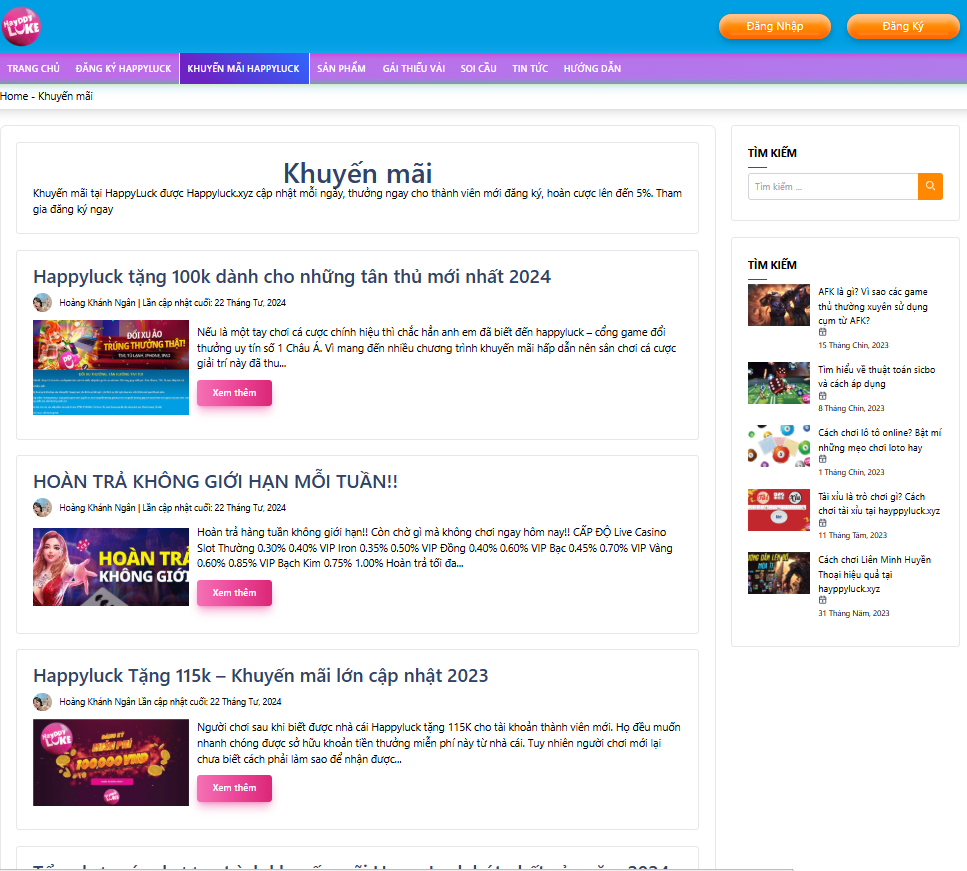 HAYDDY
LUKE
Đăng Nhập
Đăng Ký
TRANG CHỦ
ĐĂNG KÝ HAPPYLUCK
KHUYẾN MÃI HAPPYLUCK
SẢN PHẨM
GÁI THIẾU VẢI
SOI CẦU
TIN TỨC
HƯỚNG DẪN
Home - Khuyến mãi
Khuyến mãi
Khuyến mãi tại HappyLuck được Happyluck.xyz cập nhật mỗi ngày, thưởng ngay cho thành viên mới đăng ký, hoàn cược lên đến 5%. Tham
gia đăng ký ngay
Happyluck tặng 100k dành cho những tân thủ mới nhất 2024
Hoàng Khánh Ngân | Lần cập nhật cuối: 22 Tháng Tư, 2024
ĐỔI XU ẢO
TRÚNG THƯỞNG THẬT!
Nếu là một tay chơi cá cược chính hiệu thì chắc hẳn anh em đã biết đến happyluck – cổng game đổi
thưởng uy tín số 1 Châu Á. Vì mang đến nhiều chương trình khuyến mãi hấp dẫn nên sân chơi cá cược
giải trí này đã thu...
Xem thêm
HOÀN TRẢ KHÔNG GIỚI HẠN MỖI TUẦN!!
Hoàng Khánh Ngân | Lần cập nhật cuối: 22 Tháng Tư, 2024
HOÀN TRẢ
KHÔNG GIỚI
Hoàn trả hàng tuần không giới hạn!! Còn chờ gì mà không chơi ngay hôm nay!! CẤP ĐỘ Live Casino
Slot Thường 0.30% 0.40% VIP Iron 0.35% 0.50% VIP Đồng 0.40% 0.60% VIP Bạc 0.45% 0.70% VIP Vàng
0.60% 0.85% VIP Bạch Kim 0.75% 1.00% Hoàn trả tối đa...
Xem thêm
Happyluck Tặng 115k – Khuyến mãi lớn cập nhật 2023
Hoàng Khánh Ngân Lần cập nhật cuối: 22 Tháng Tư, 2024
HAYDDY
LUKE
ĐĂNG KÝ
MIỄN PHÍ
100,000 VND
Người chơi sau khi biết được nhà cái Happyluck tặng 115K cho tài khoản thành viên mới. Họ đều muốn
nhanh chóng được sở hữu khoản tiền thưởng miễn phí này từ nhà cái. Tuy nhiên người chơi mới lại
chưa biết cách phải làm sao để nhận được...
Xem thêm
TÌM KIẾM
Tìm kiếm ...
TÌM KIẾM
AFK là gì? Vì sao các game
thủ thường xuyên sử dụng
cụm từ AFK?
15 Tháng Chín, 2023
Tìm hiểu về thuật toán sicbo
và cách áp dụng
8 Tháng Chín, 2023
Cách chơi lô tô online? Bật mí
những mẹo chơi loto hay
1 Tháng Chín, 2023
Tài xỉu là trò chơi gì? Cách
chơi tài xỉu tại hayppyluck.xyz
11 Tháng Tám, 2023
Cách chơi Liên Minh Huyền
Thoại hiệu quả tại
hayppyluck.xyz
31 Tháng Năm, 2023